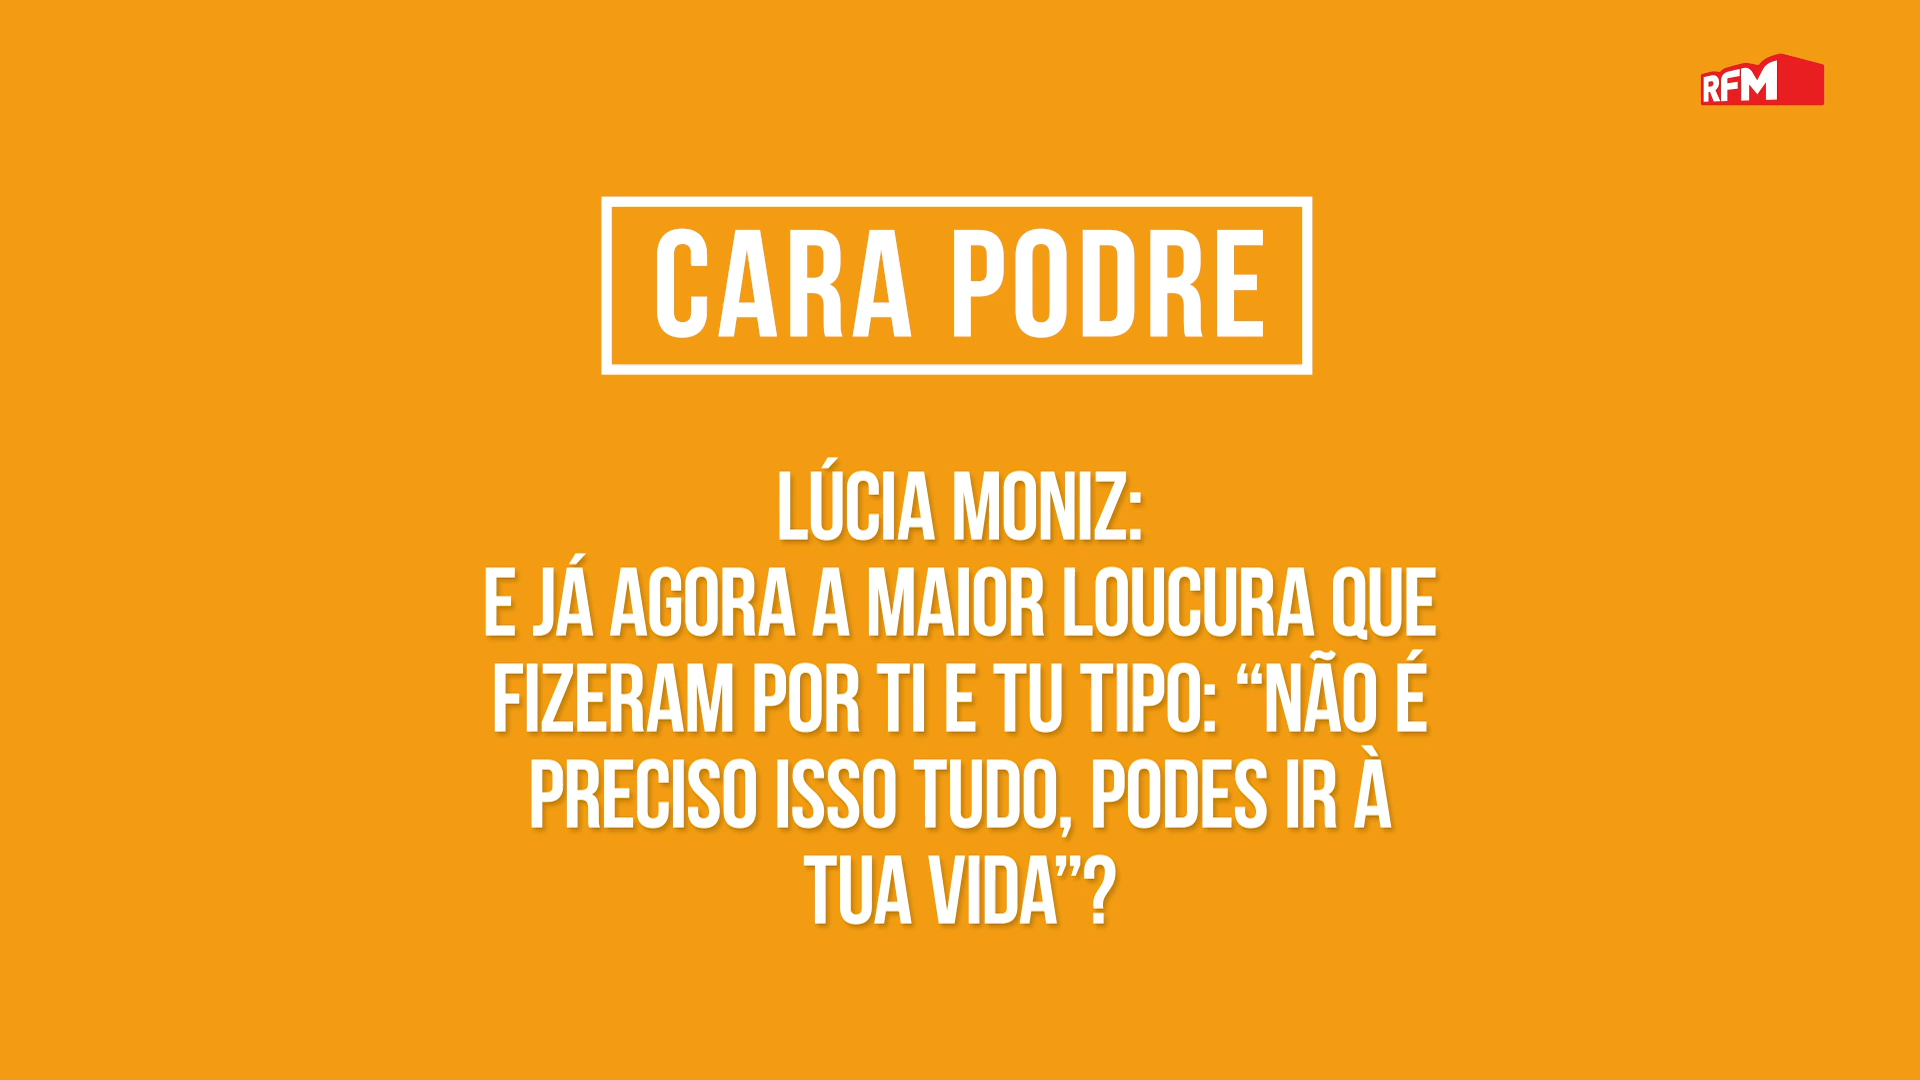 RFM
CARA PODRE
LÚCIA MONIZ:
E JÁ AGORA A MAIOR LOUCURA QUE
FIZERAM POR TI E TU TIPO: “NÃO É
PRECISO ISSO TUDO, PODES IR À
TUA VIDA”?